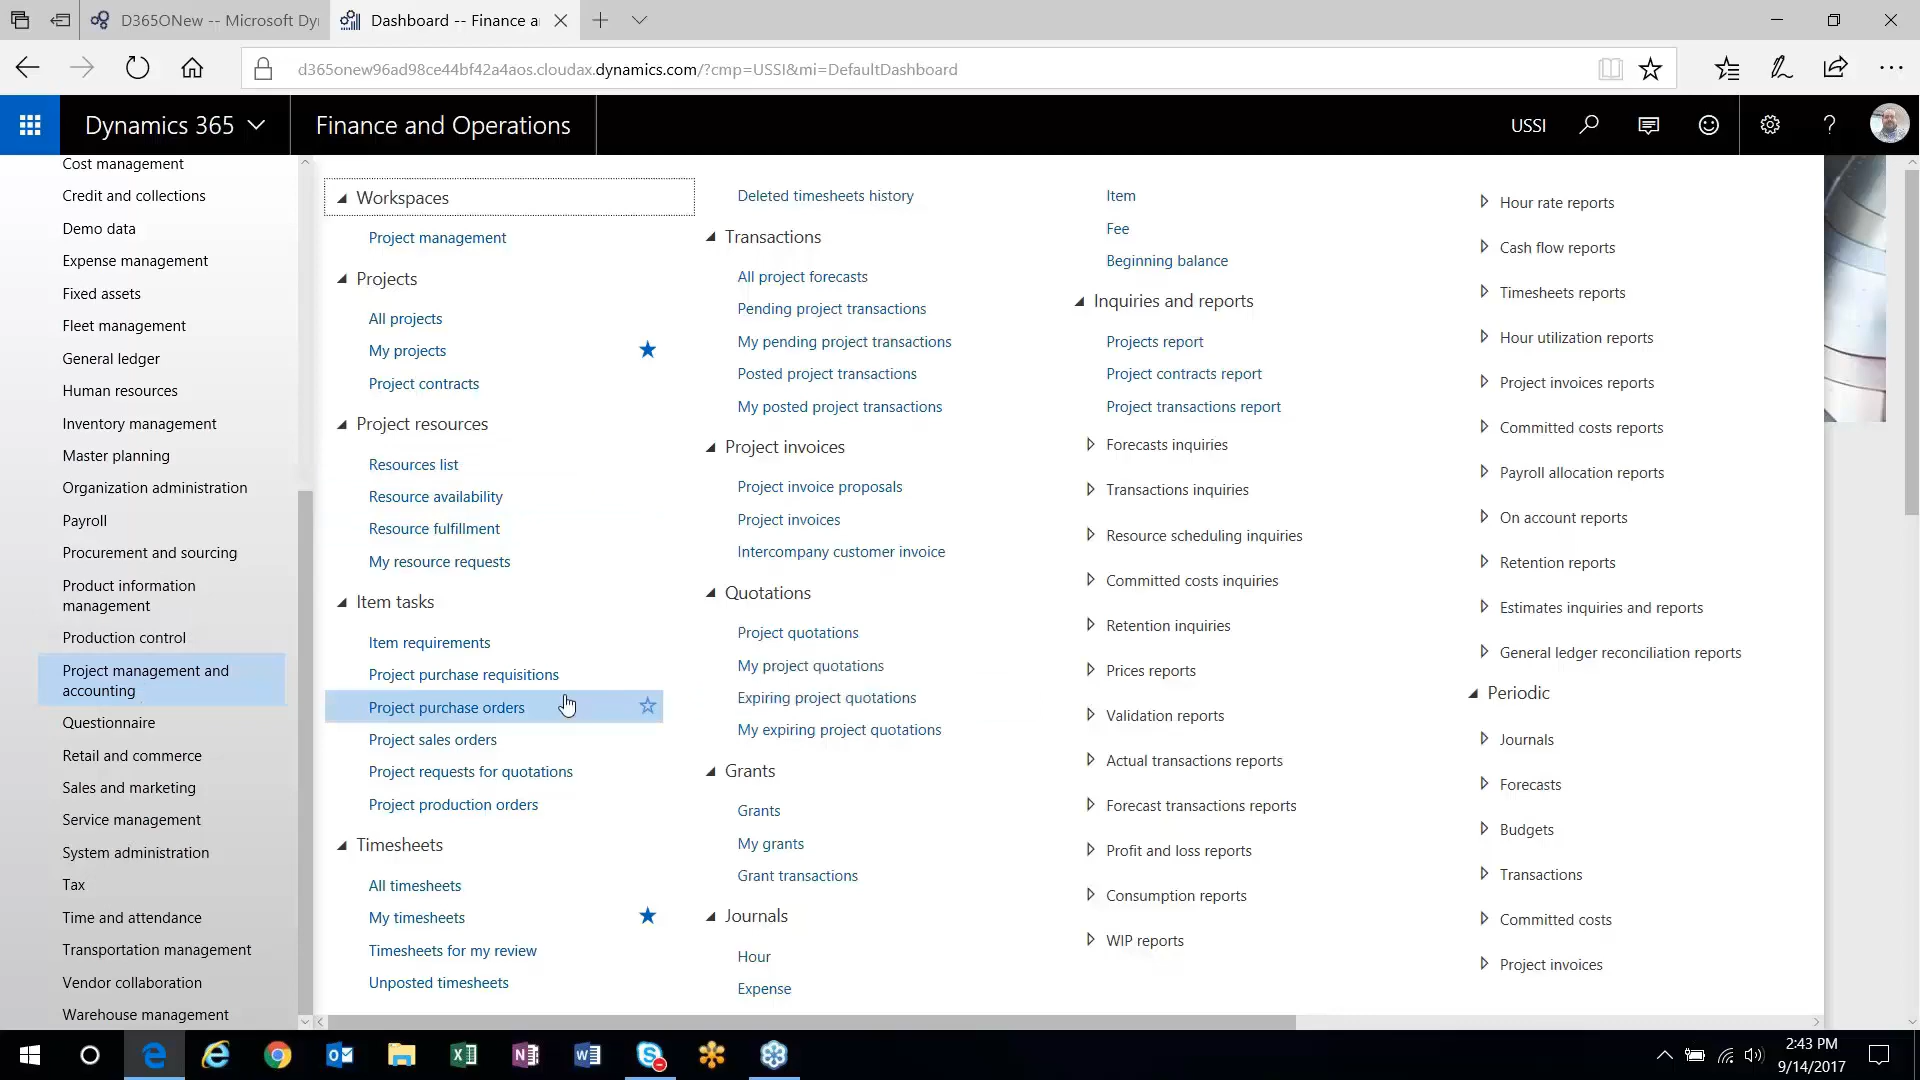 D365ONew -- Microsoft Dy
Dashboard -- Finance a
d365onew96ad98ce44bf42a4aos.cloudax.dynamics.com/?cmp=USSI&mi=DefaultDashboard
Dynamics 365
Finance and Operations
USSI
?
Cost management
Credit and collections
Demo data
Expense management
Fixed assets
Fleet management
General ledger
Human resources
Inventory management
Master planning
Organization administration
Payroll
Procurement and sourcing
Product information
management
Production control
Project management and
accounting
Questionnaire
Retail and commerce
Sales and marketing
Service management
System administration
Tax
Time and attendance
Transportation management
Vendor collaboration
Warehouse management
Workspaces
Project management
Projects
All projects
My projects
Project contracts
Project resources
Resources list
Resource availability
Resource fulfillment
My resource requests
Item tasks
Item requirements
Project purchase requisitions
Project purchase orders
Project sales orders
Project requests for quotations
Project production orders
Timesheets
All timesheets
My timesheets
Timesheets for my review
Unposted timesheets
Deleted timesheets history
Transactions
All project forecasts
Pending project transactions
My pending project transactions
Posted project transactions
My posted project transactions
Project invoices
Project invoice proposals
Project invoices
Intercompany customer invoice
Quotations
Project quotations
My project quotations
Expiring project quotations
My expiring project quotations
Grants
Grants
My grants
Grant transactions
Journals
Hour
Expense
Item
Fee
Beginning balance
Inquiries and reports
Projects report
Project contracts report
Project transactions report
Forecasts inquiries
Transactions inquiries
Resource scheduling inquiries
Committed costs inquiries
Retention inquiries
Prices reports
Validation reports
Actual transactions reports
Forecast transactions reports
Profit and loss reports
Consumption reports
WIP reports
Hour rate reports
Cash flow reports
Timesheets reports
Hour utilization reports
Project invoices reports
Committed costs reports
Payroll allocation reports
On account reports
Retention reports
Estimates inquiries and reports
General ledger reconciliation reports
Periodic
Journals
Forecasts
Budgets
Transactions
Committed costs
Project invoices
2:43 PM
9/14/2017